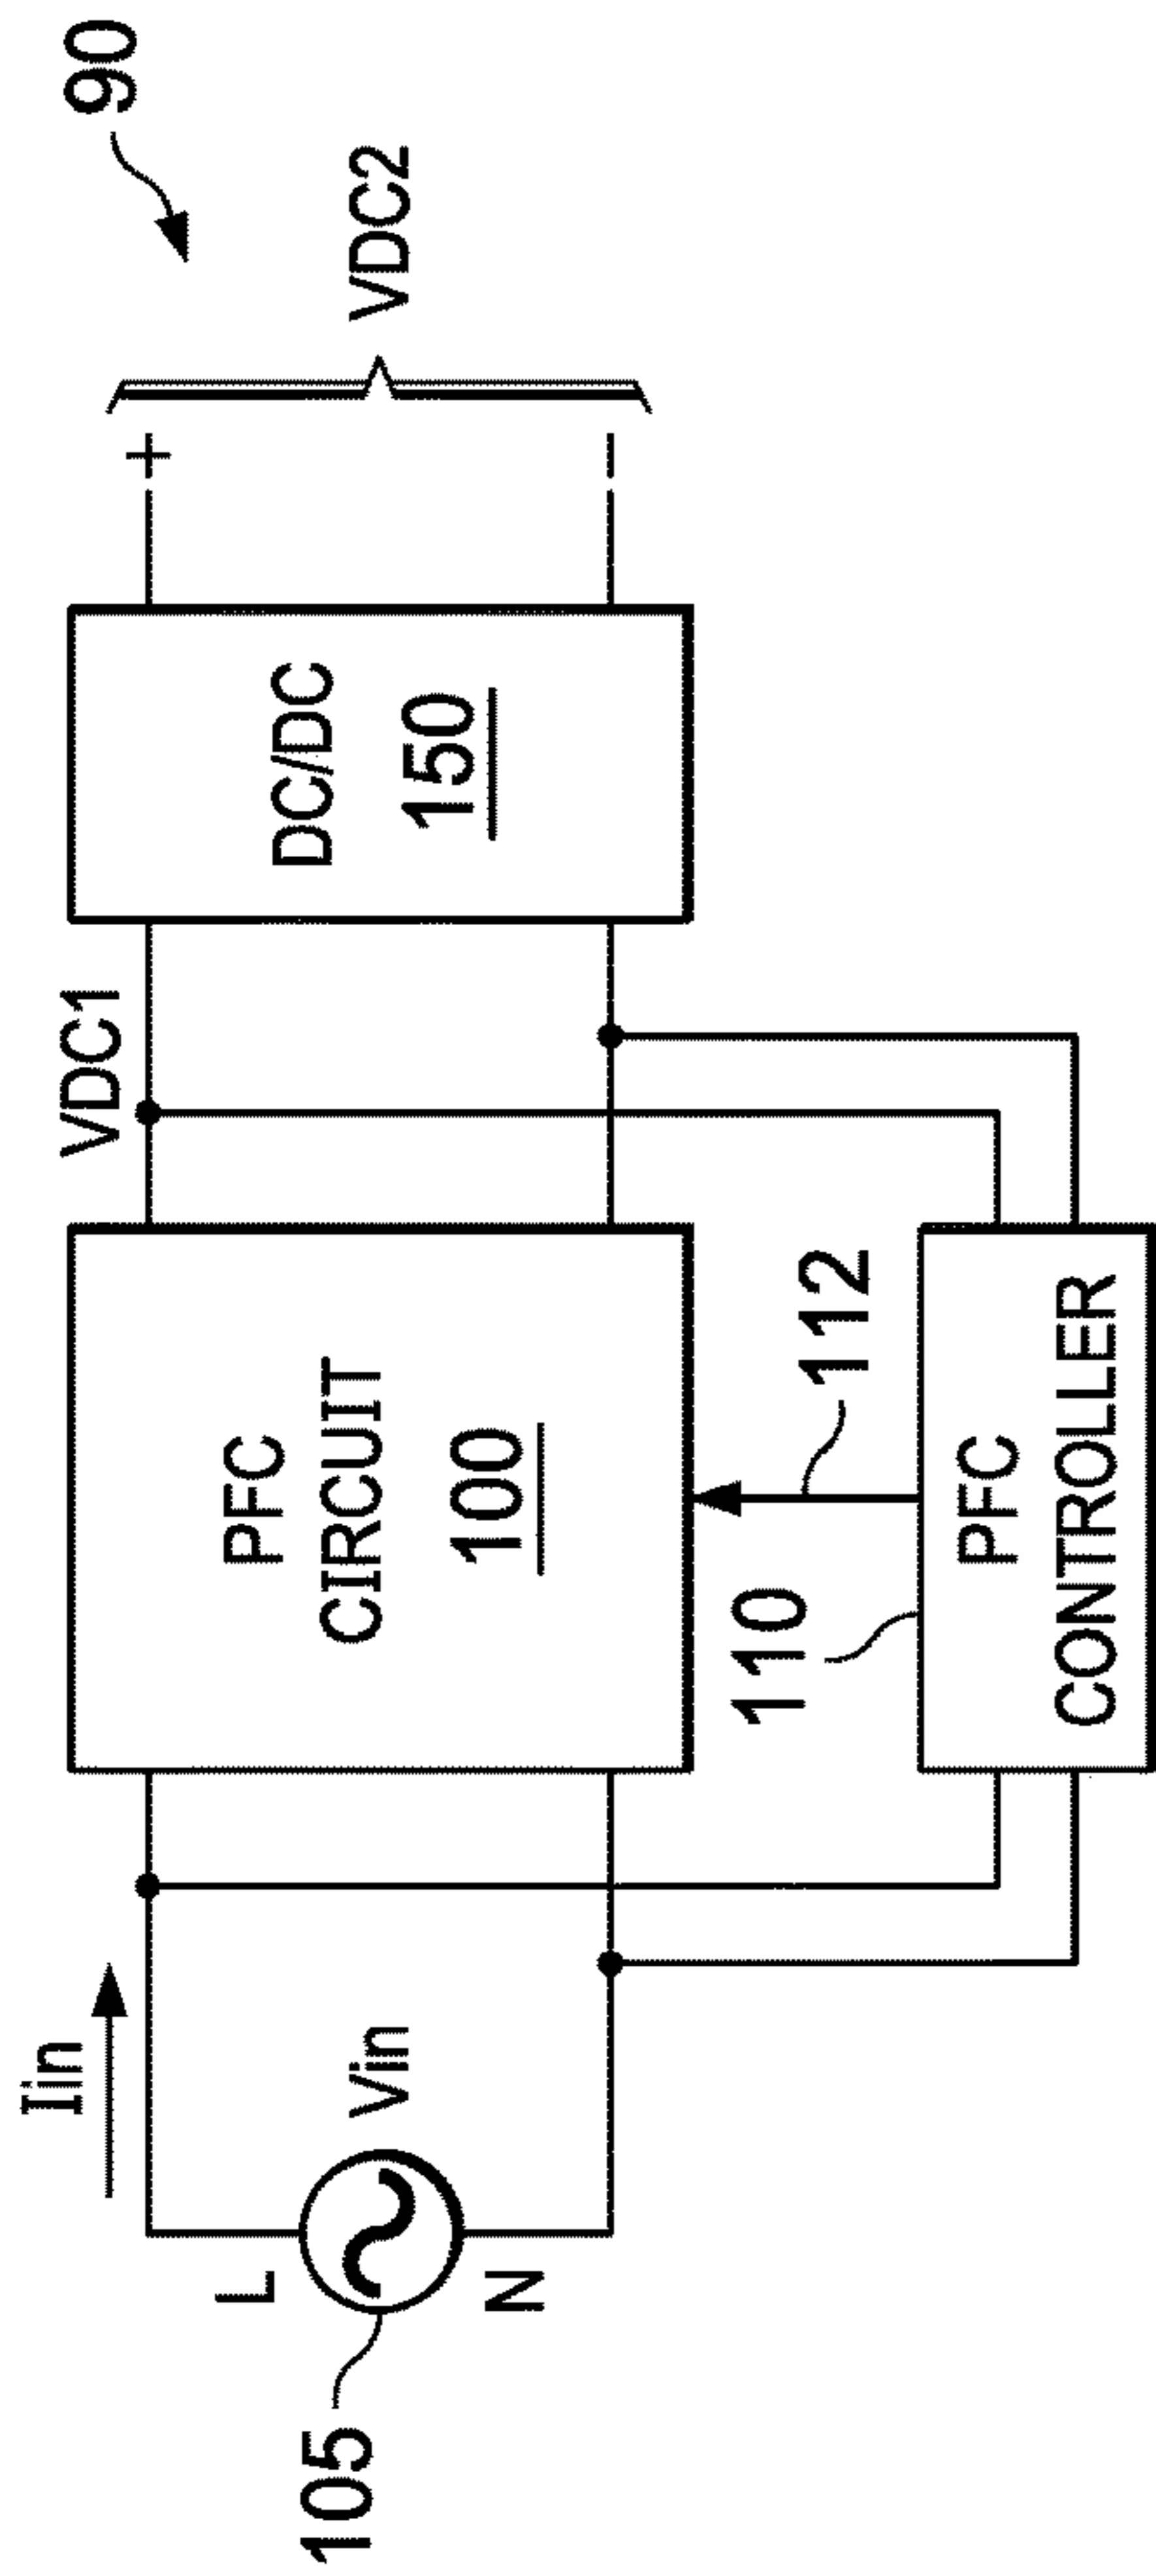 90
Iin
VDC1
L
PFC
CIRCUIT
100
DC/DC
150
+
-
VDC2
105
Vin
N
110
112
PFC
CONTROLLER